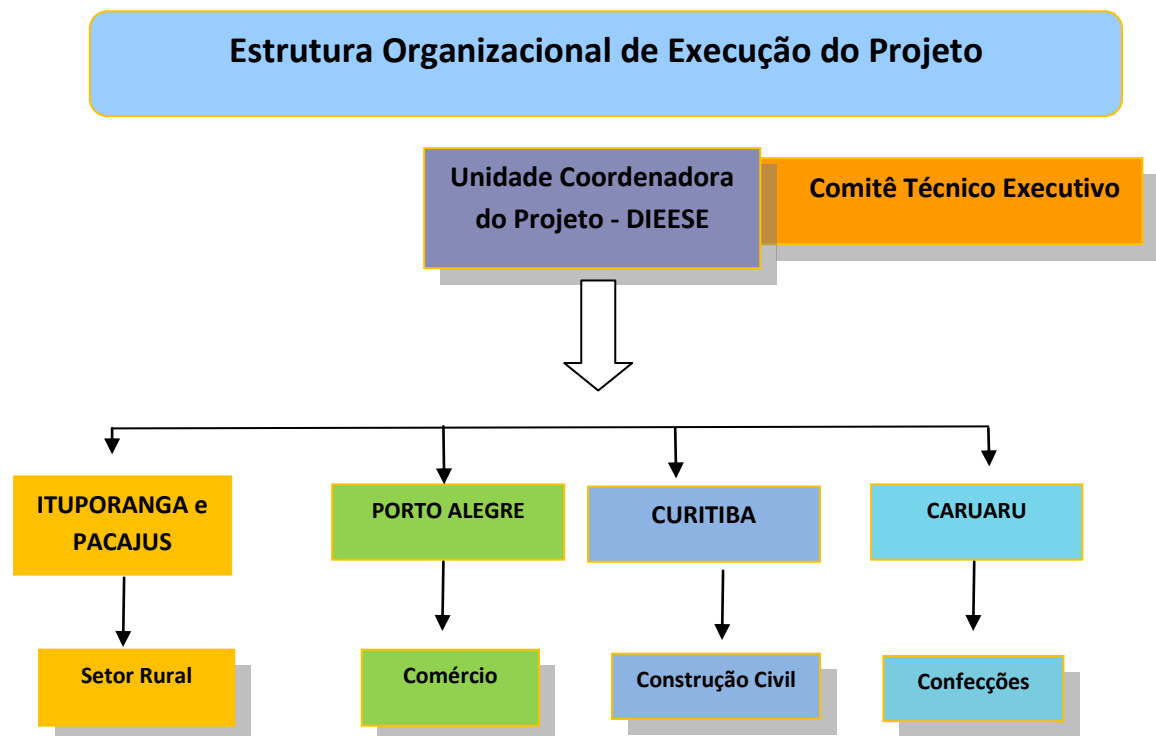 Estrutura Organizacional de Execução do Projeto
Unidade Coordenadora
do Projeto - DIEESE
Comitê Técnico Executivo
ITUPORANGA e
PACAJUS
PORTO ALEGRE
CURITIBA
CARUARU
Setor Rural
Comércio
Construção Civil
Confecções